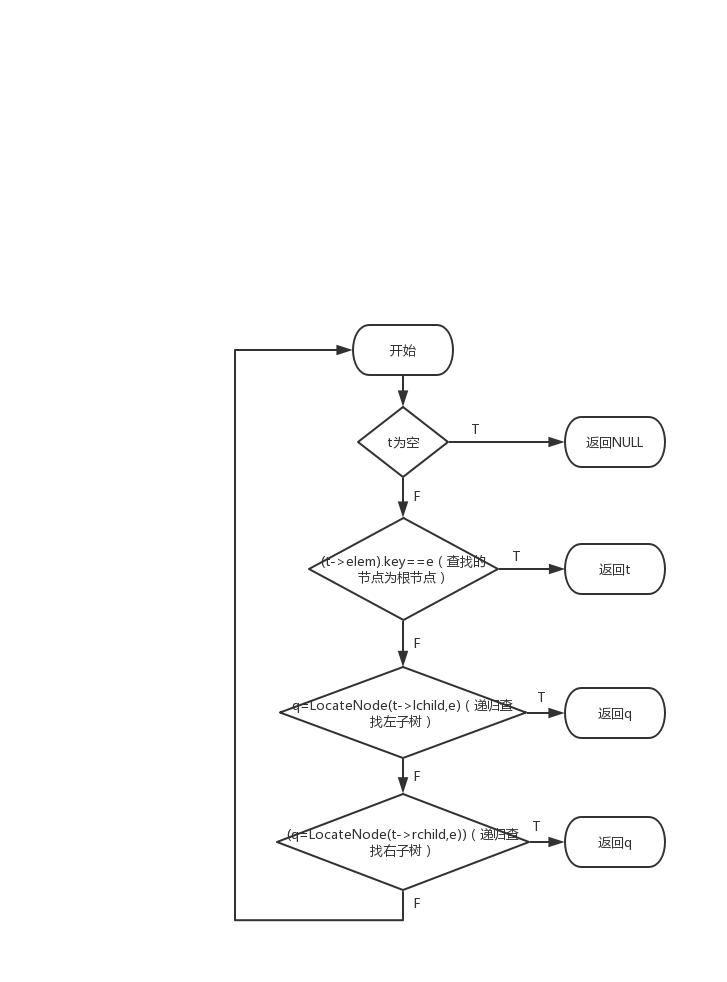 开始
t为空
T
返回NULL
F
(t->elem).key==e（查找的
节点为根节点）
T
返回t
F
q=LocateNode(t->lchild,e)（递归查
找左子树）
T
返回q
F
(q=LocateNode(t->rchild,e))（递归查
找右子树）
T
返回q
F